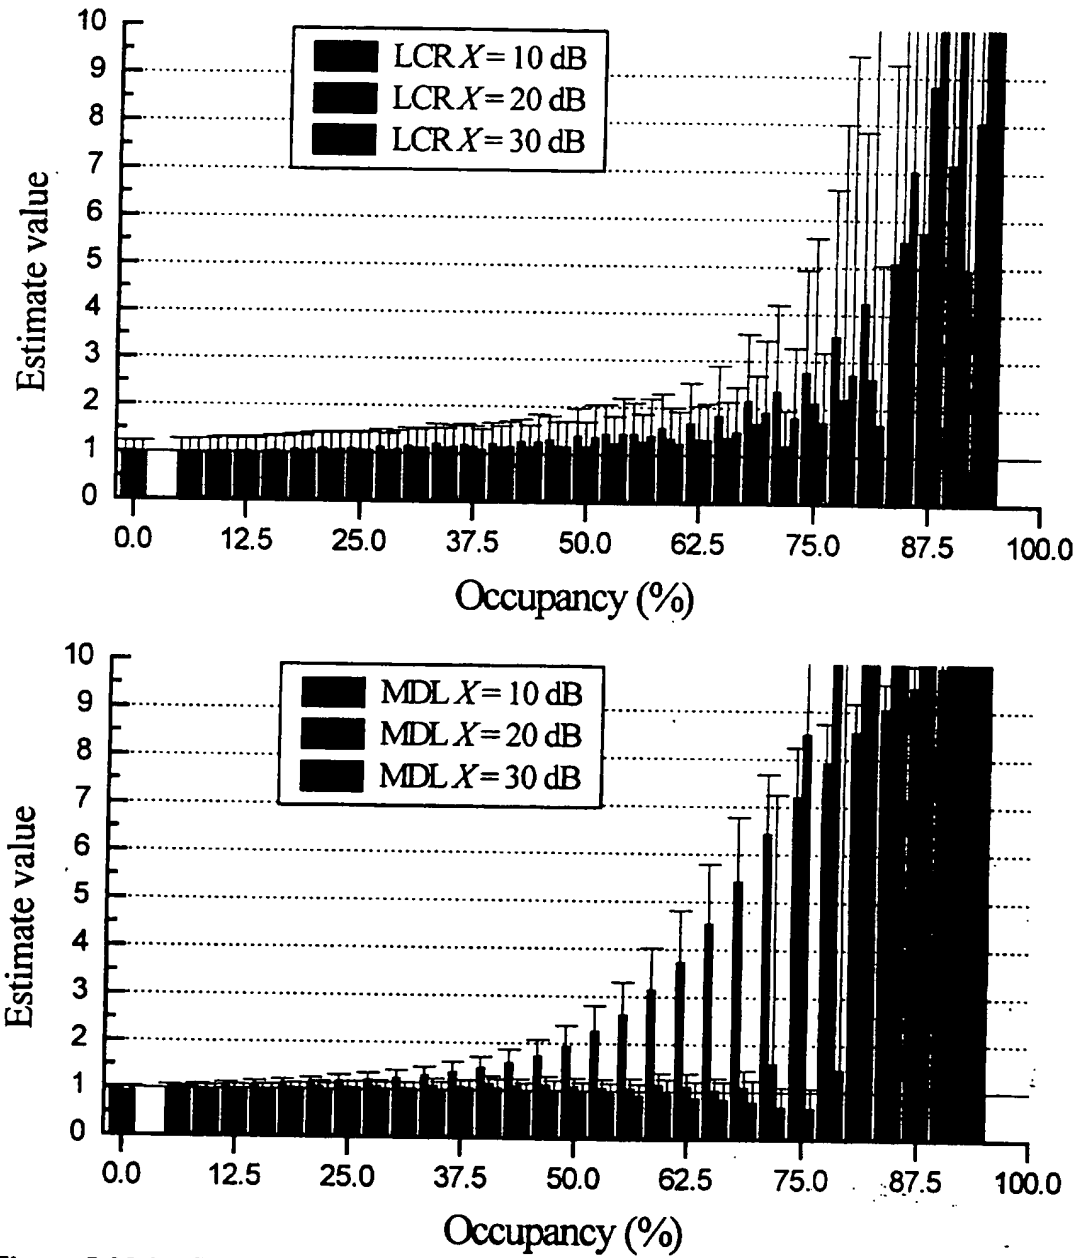 10
9
8
7
6
5
4
3
2
1
0
Estimate value
LCR X = 10 dB
LCR X = 20 dB
LCR X = 30 dB
0.0 12.5 25.0 37.5 50.0 62.5 75.0 87.5 100.0
Occupancy (%)
10
9
8
7
6
5
4
3
2
1
0
Estimate value
MDL X = 10 dB
MDL X = 20 dB
MDL X = 30 dB
0.0 12.5 25.0 37.5 50.0 62.5 75.0 87.5 100.0
Occupancy (%)